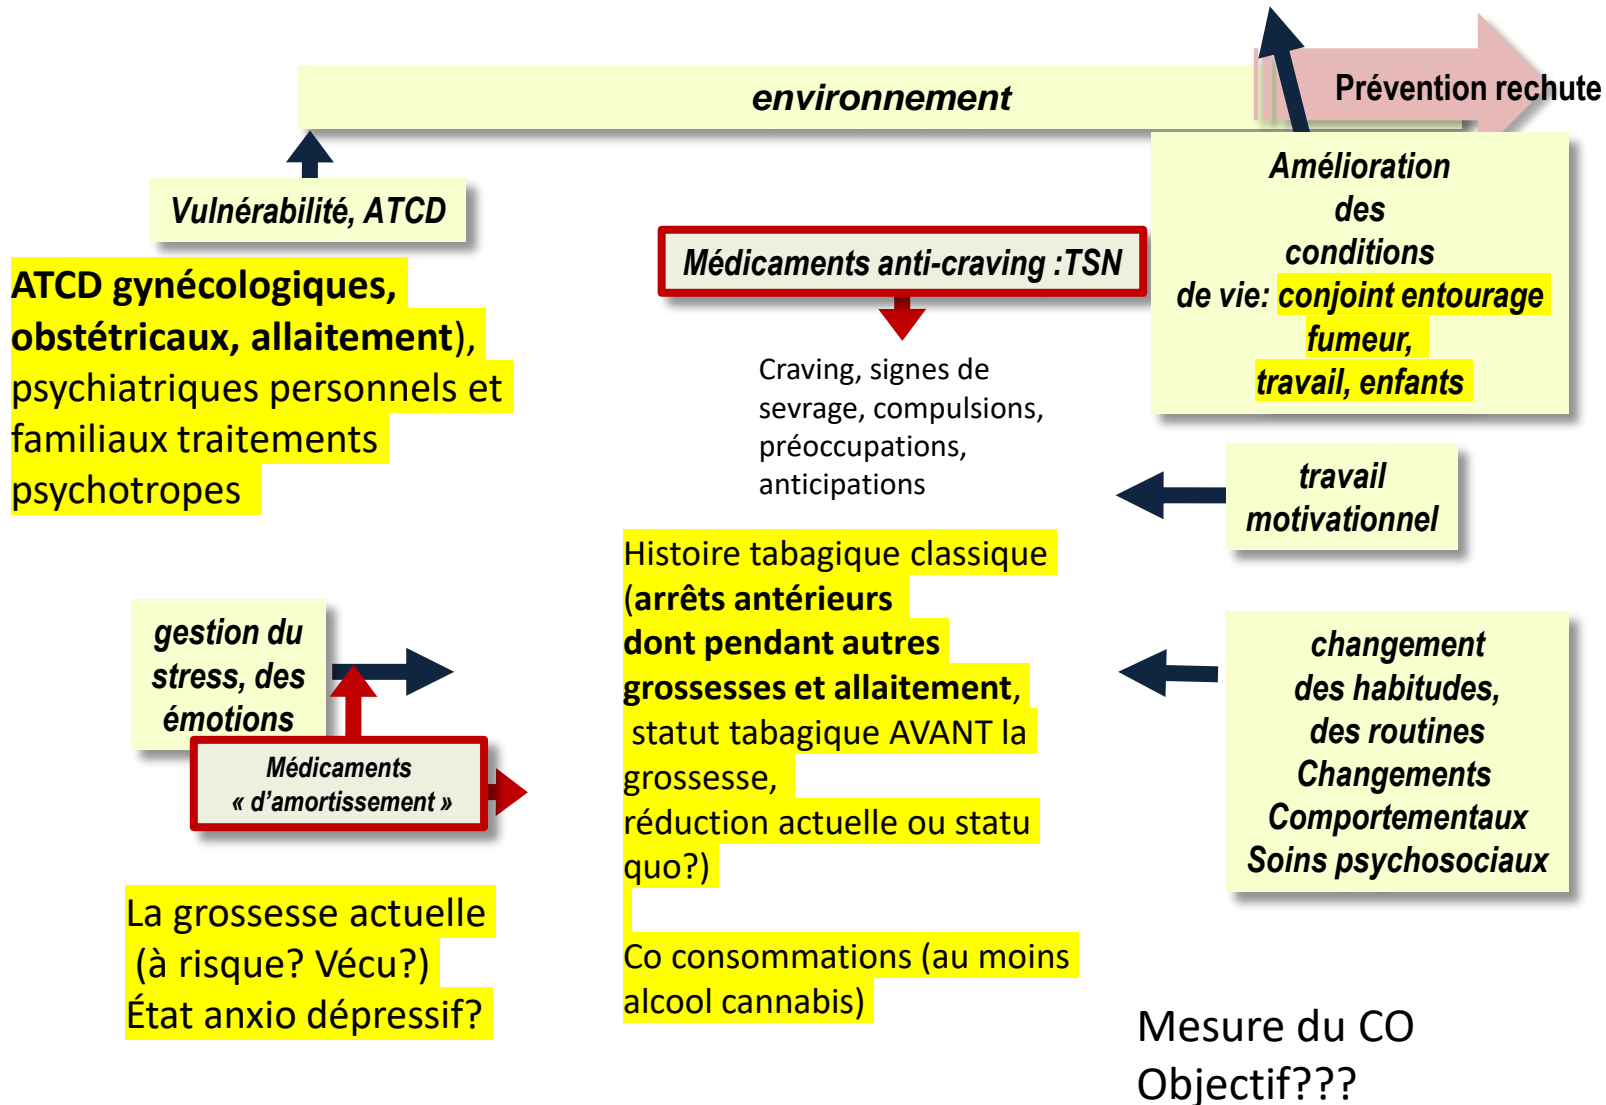 environnement
Prévention rechute
Vulnérabilité, ATCD
ATCD gynécologiques,
obstétricaux, allaitement),
psychiatriques personnels et
familiaux traitements
psychotropes
Médicaments anti-craving :TSN
Craving, signes de
sevrage, compulsions,
préoccupations,
anticipations
Amélioration
des
conditions
de vie: conjoint entourage
fumeur,
travail, enfants
travail
motivationnel
gestion du
stress, des
émotions
Médicaments
« d’amortissement »
Histoire tabagique classique
(arrêts antérieurs
dont pendant autres
grossesses et allaitement,
statut tabagique AVANT la
grossesse,
réduction actuelle ou statu
quo?)
Co consommations (au moins
alcool cannabis)
changement
des habitudes,
des routines
Changements
Comportementaux
Soins psychosociaux
La grossesse actuelle
(à risque? Vécu?)
État anxio dépressif?
Mesure du CO
Objectif???